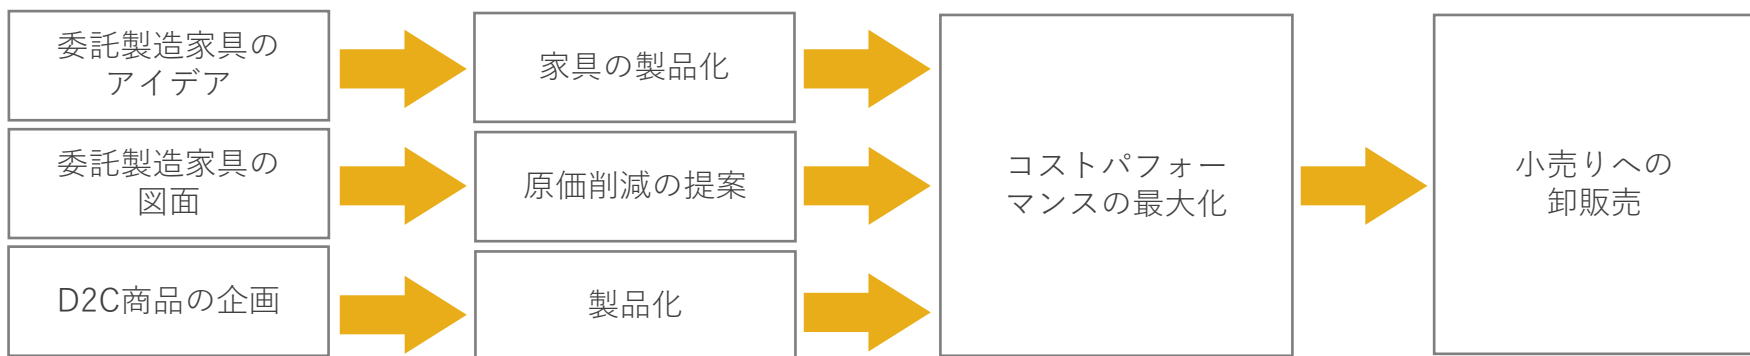 委託製造家具の
アイデア
家具の製品化
委託製造家具の
図面
原価削減の提案
D2C商品の企画
製品化
コストパフォー
マンスの最大化
小売りへの
卸販売